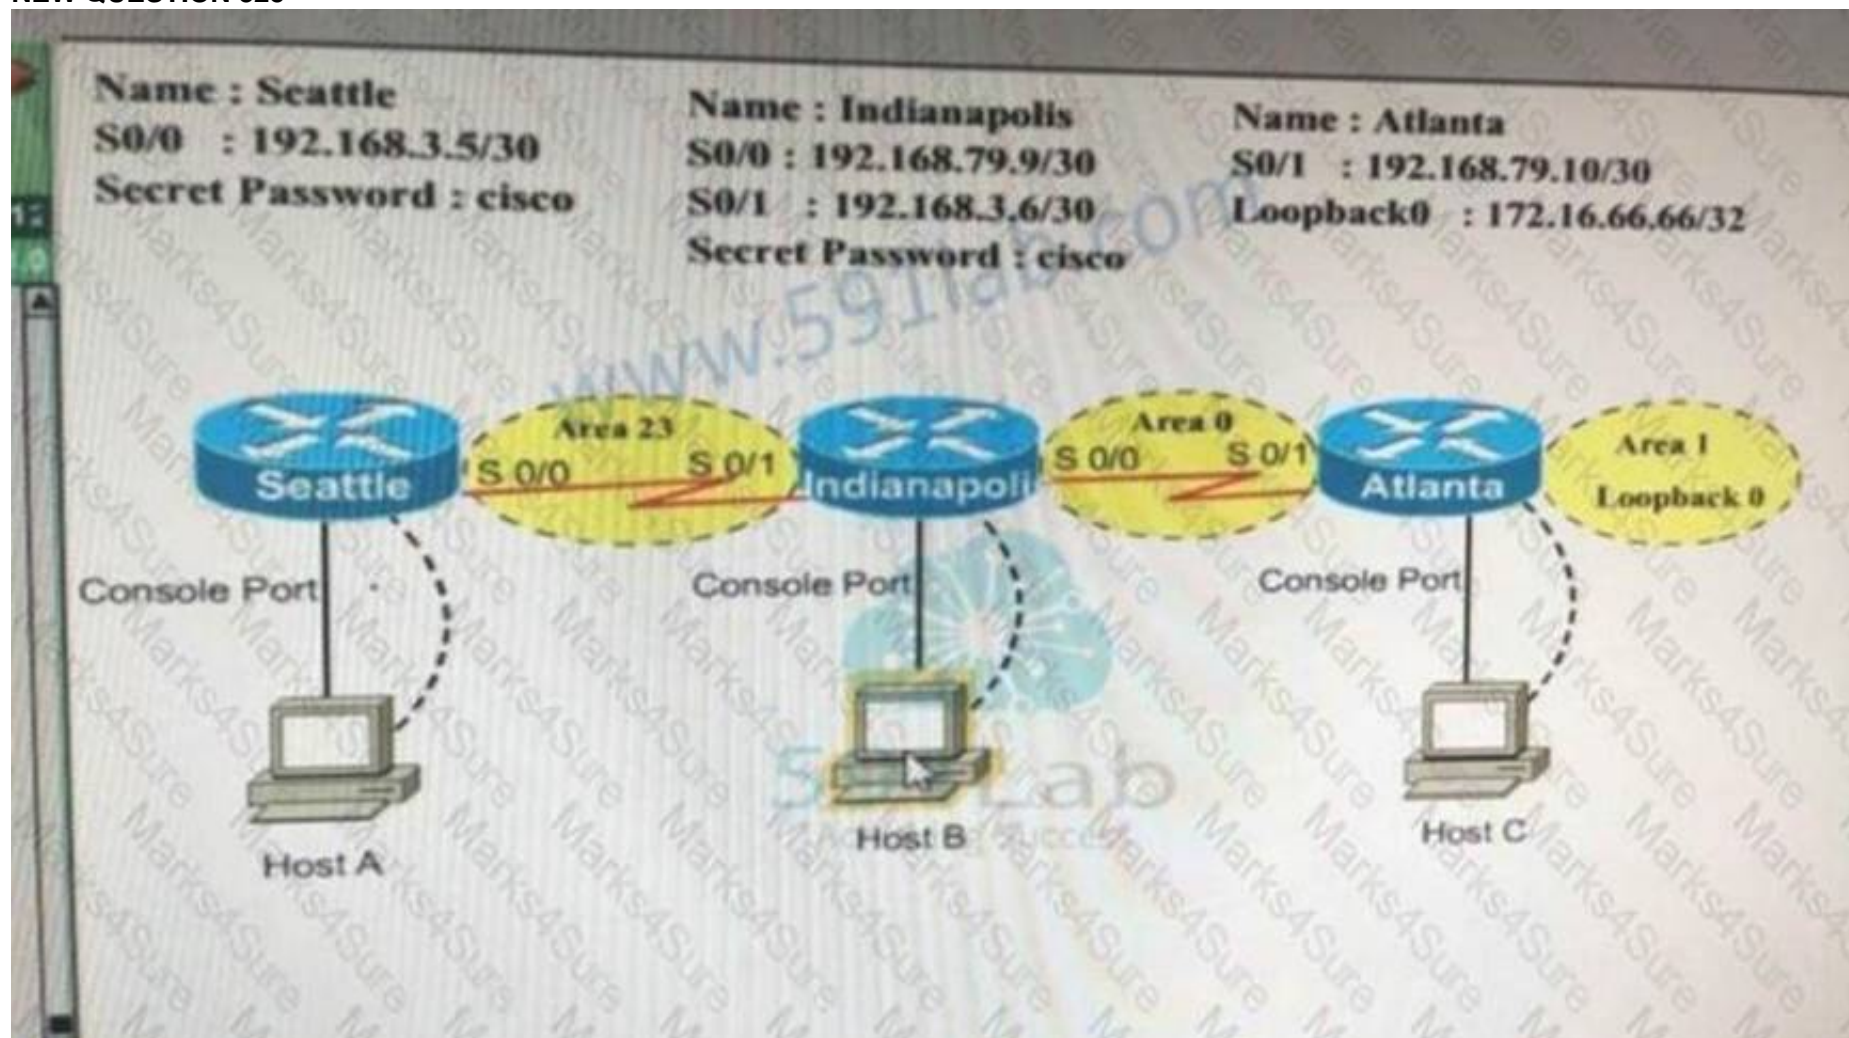 NEW QUESTION
Name : Seattle
S0/0 : 192.168.3.5/30
Secret Password : cisco
Name : Indianapolis
S0/0 : 192.168.79.9/30
S0/1 : 192.168.3.6/30
Secret Password : cisco
Name : Atlanta
S0/1 : 192.168.79.10/30
Loopback0 : 172.16.66.66/32
www.591lab.com
Area 23
S 0/0
S 0/1
Seattle
Area 0
S 0/0
S 0/1
Indianapoli
Atlanta
Area 1
Loopback 0
Console Port
Console Port
Console Port
Host A
Host B
Host C
Lab
Marks4Sure